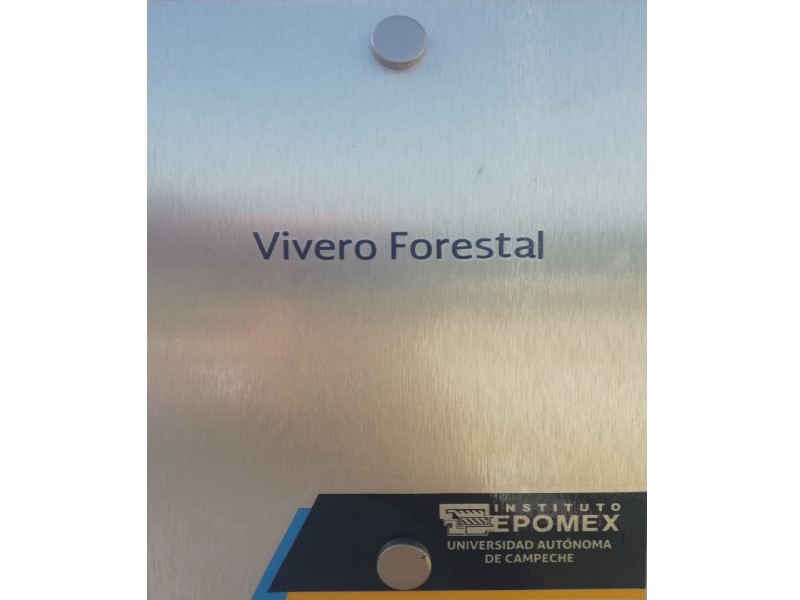 Vivero Forestal
INSTITUTO
EPOMEX
UNIVERSIDAD AUTÓNOMA
DE CAMPECHE